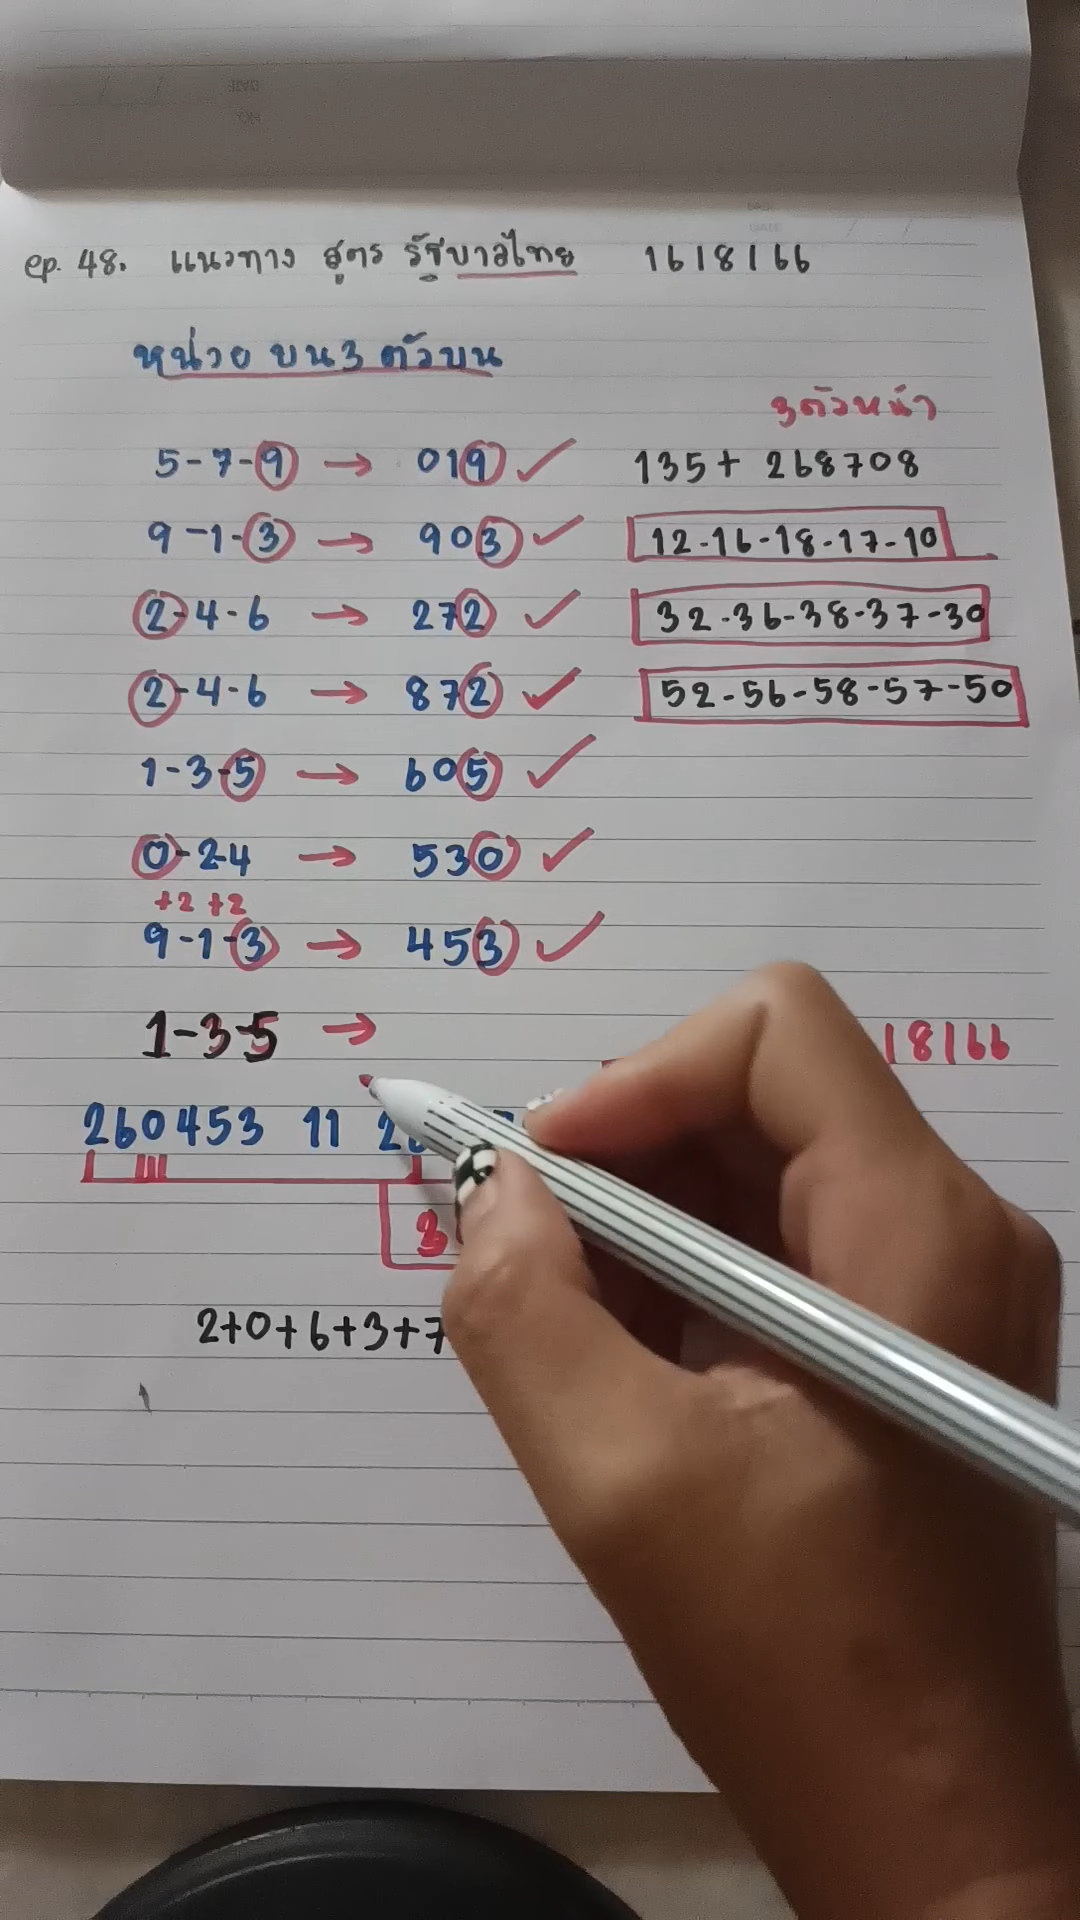 ep. 48. แนวทาง สูตร รัฐบาลไทย 1618166
หน่วย บน 3 ตัวบน
3ตัวหน้า
5-7-9 → 019 ✓ 135+ 268708
9-1-3 → 903 ✓ 12-16-18-17-10
2-4-6 → 272 ✓ 32-36-38-37-30
2-4-6 → 872 ✓ 52-56-58-57-50
1-3-5 → 605 ✓
0-2-4 → 530 ✓
+2 +2
9-1-3 → 453 ✓
1-3-5 → 18166
260453 11
3
2+0+6+3+7